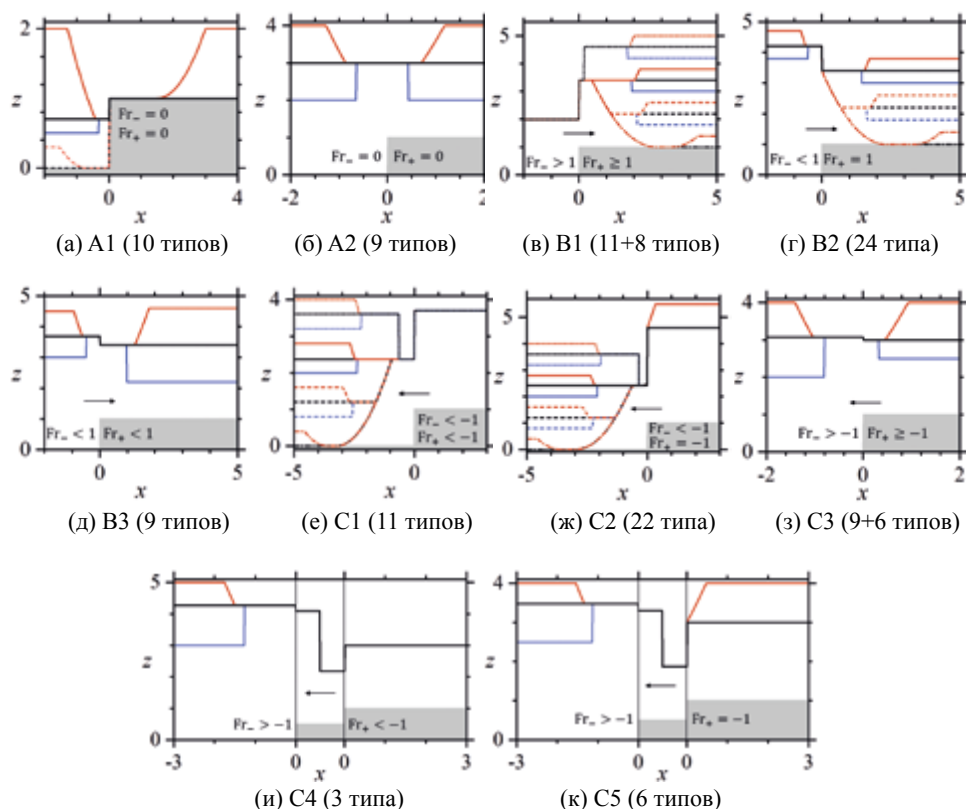 2
1
z
0
0
4
x
Fr₋ = 0
Fr₊ = 0
(а) A1 (10 типов)
4
2
z
0
-2
0
2
x
Fr₋ = 0
Fr₊ = 0
(б) A2 (9 типов)
5
z
0
0
5
x
Fr₋ > 1
Fr₊ ≥ 1
(в) B1 (11+8 типов)
5
z
0
0
5
x
Fr₋ < 1
Fr₊ = 1
(г) B2 (24 типа)
5
z
0
0
5
x
Fr₋ < 1
Fr₊ < 1
(д) B3 (9 типов)
4
2
z
0
-5
0
x
Fr₋ < −1
Fr₊ < −1
(е) C1 (11 типов)
5
z
0
-5
0
x
Fr₋ < −1
Fr₊ = −1
(ж) C2 (22 типа)
4
2
z
0
-2
0
2
x
Fr₋ > −1
Fr₊ ≥ −1
(з) C3 (9+6 типов)
5
z
0
-3
0
0
3
x
Fr₋ > −1
Fr₊ < −1
(и) C4 (3 типа)
4
2
z
0
-3
0
0
3
x
Fr₋ > −1
Fr₊ = −1
(к) C5 (6 типов)